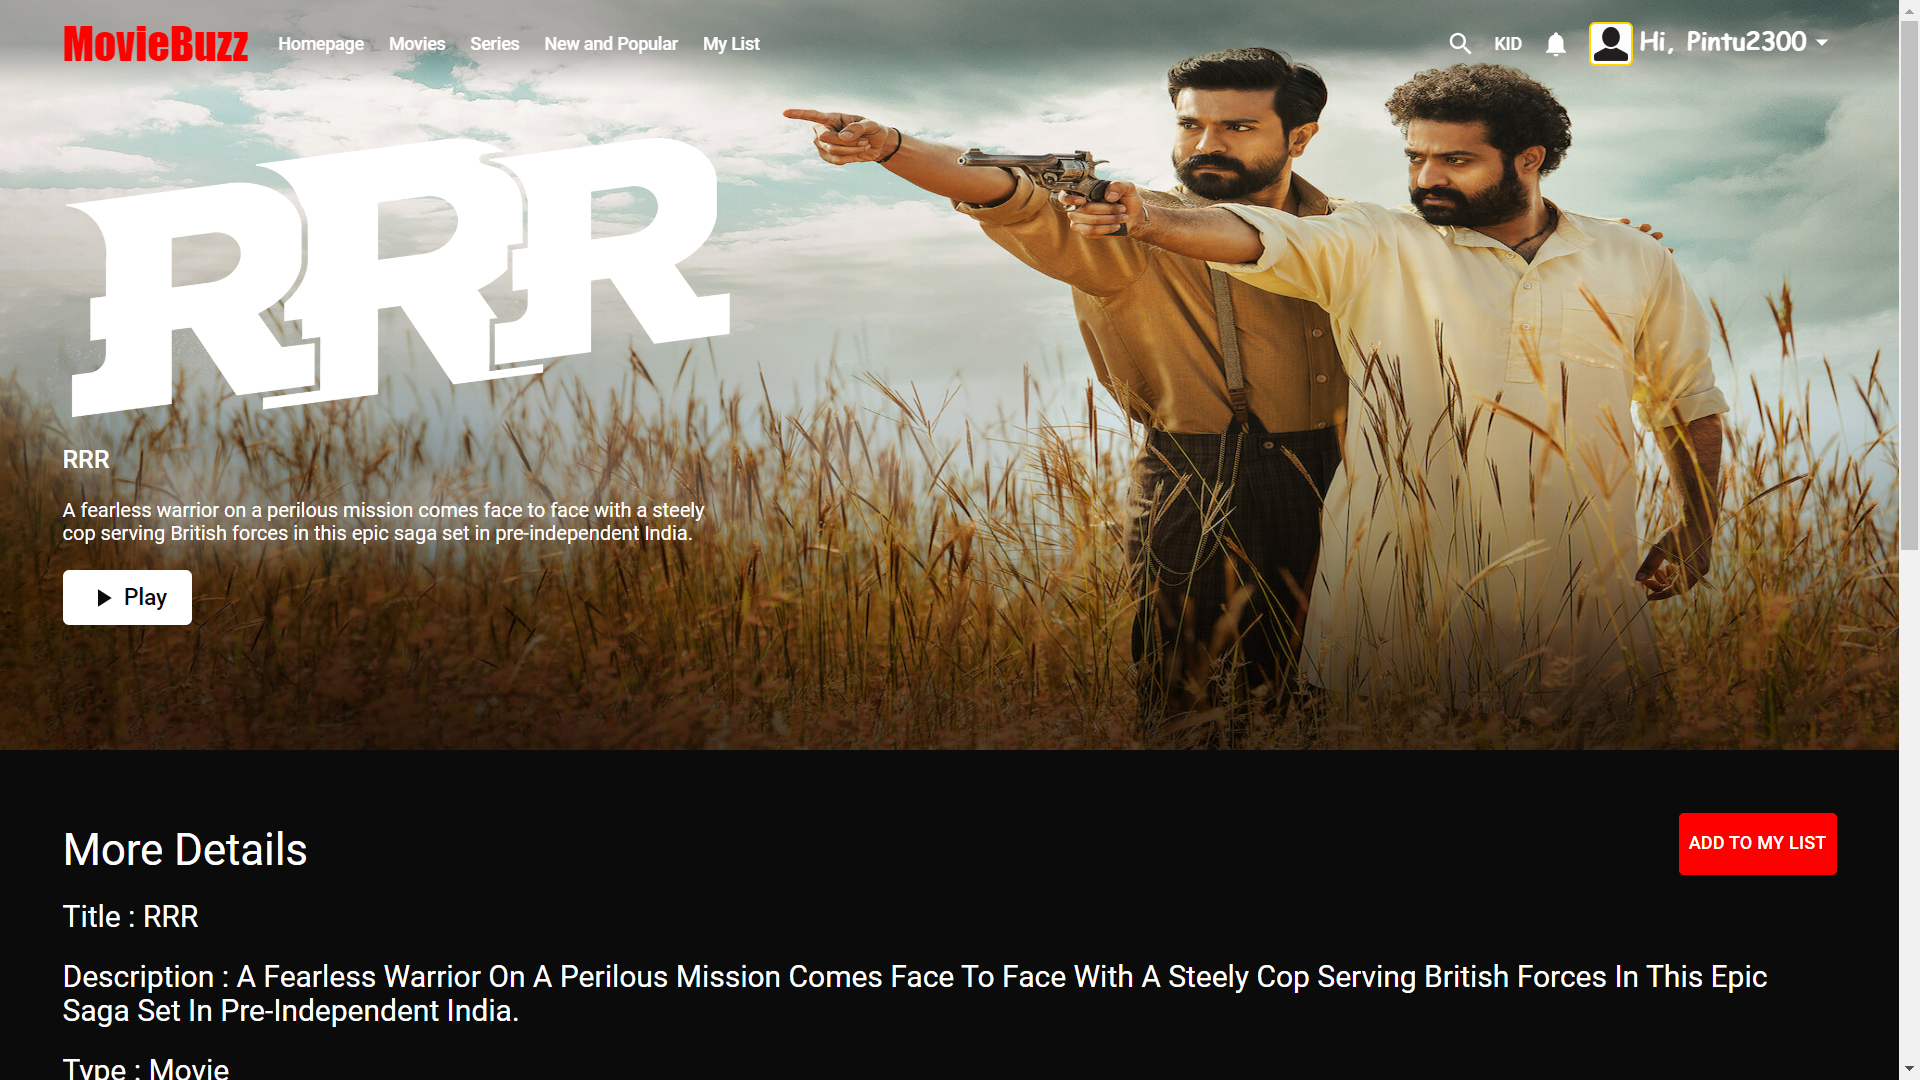 MovieBuzz Homepage Movies Series New and Popular My List KID Hi, Pintu2300
RRR
RRR
A fearless warrior on a perilous mission comes face to face with a steely
cop serving British forces in this epic saga set in pre-independent India.
Play
More Details
ADD TO MY LIST
Title : RRR
Description : A Fearless Warrior On A Perilous Mission Comes Face To Face With A Steely Cop Serving British Forces In This Epic
Saga Set In Pre-Independent India.
Type : Movie